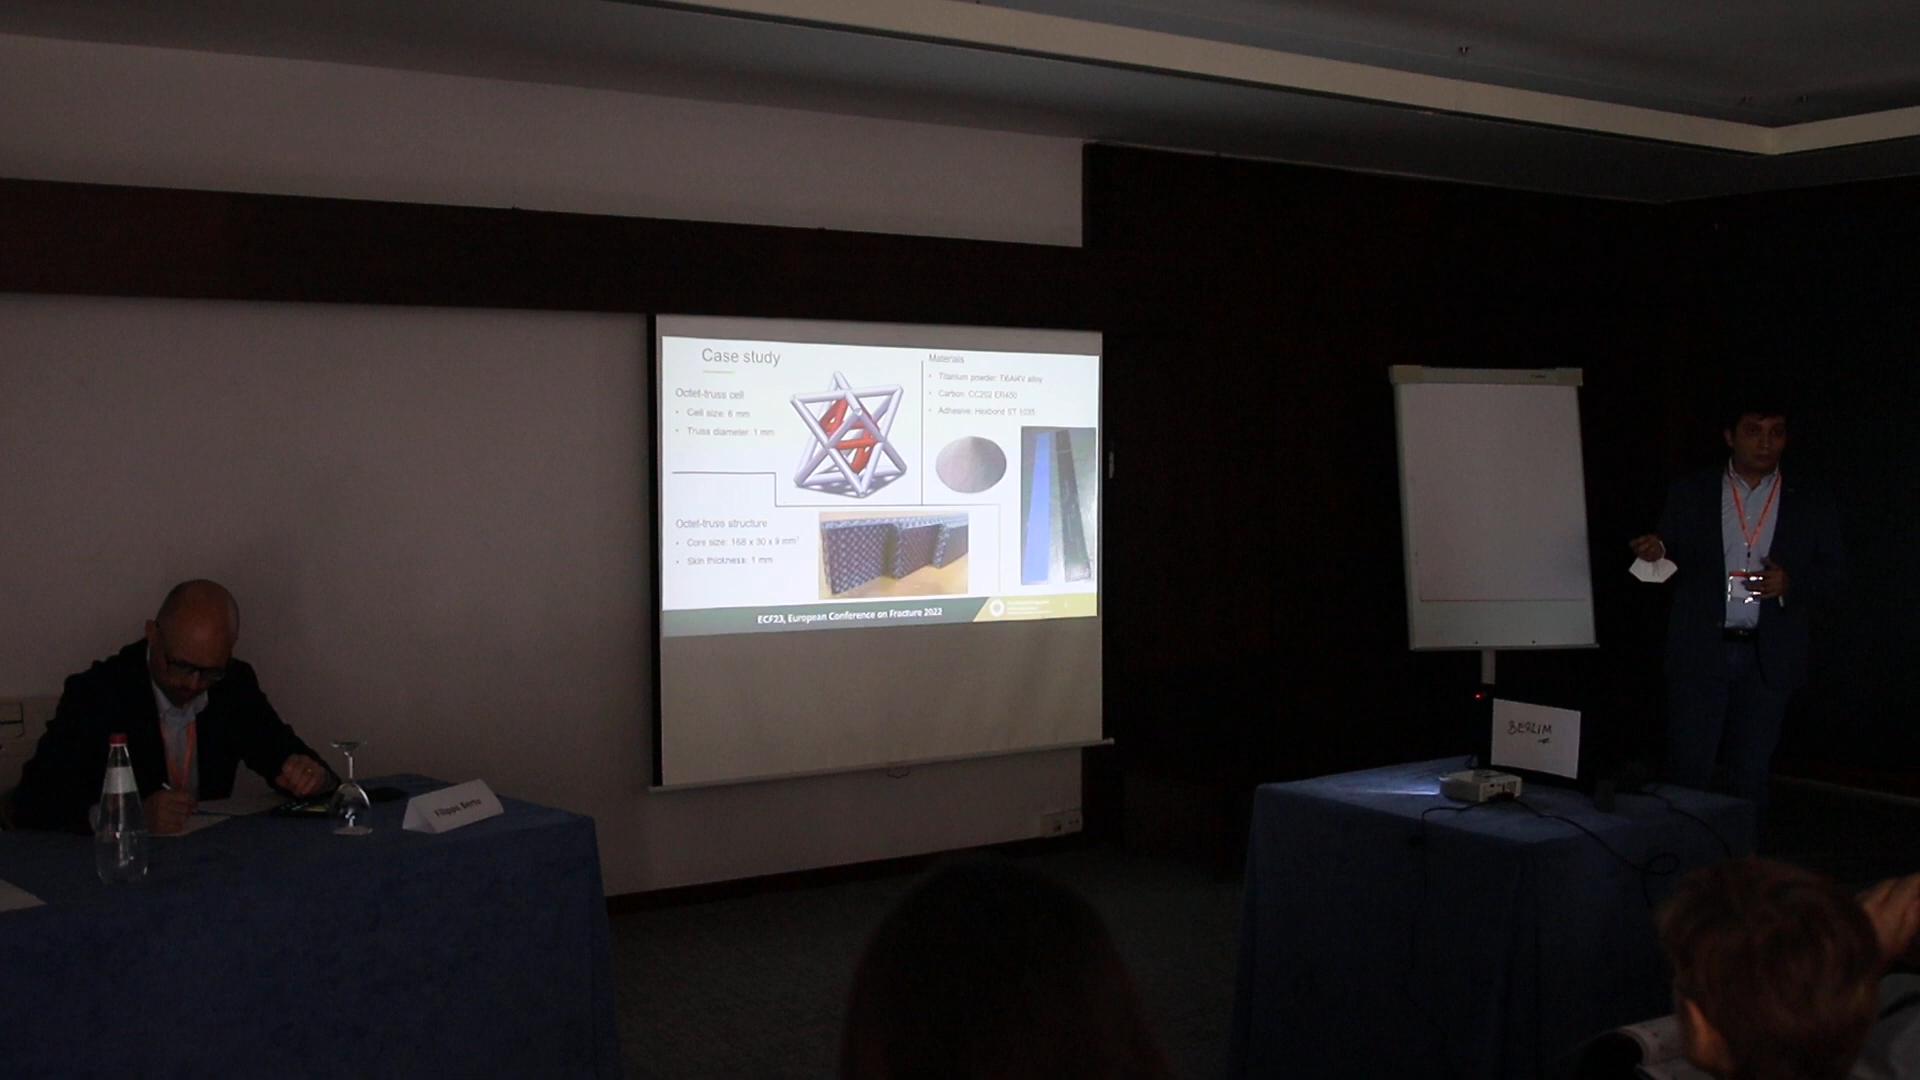 Case study
Octet-truss cell
• Cell size: 6 mm
• Truss diameter: 1 mm
Materials
• Titanium powder: Ti6Al4V alloy
• Carbon: CC202 ER450
• Adhesive: Hexbond ST 1035
Octet-truss structure
• Core size: 168 x 30 x 9 mm³
• Skin thickness: 1 mm
ECF23, European Conference on Fracture 2022
Filippo Berto
BERLIM